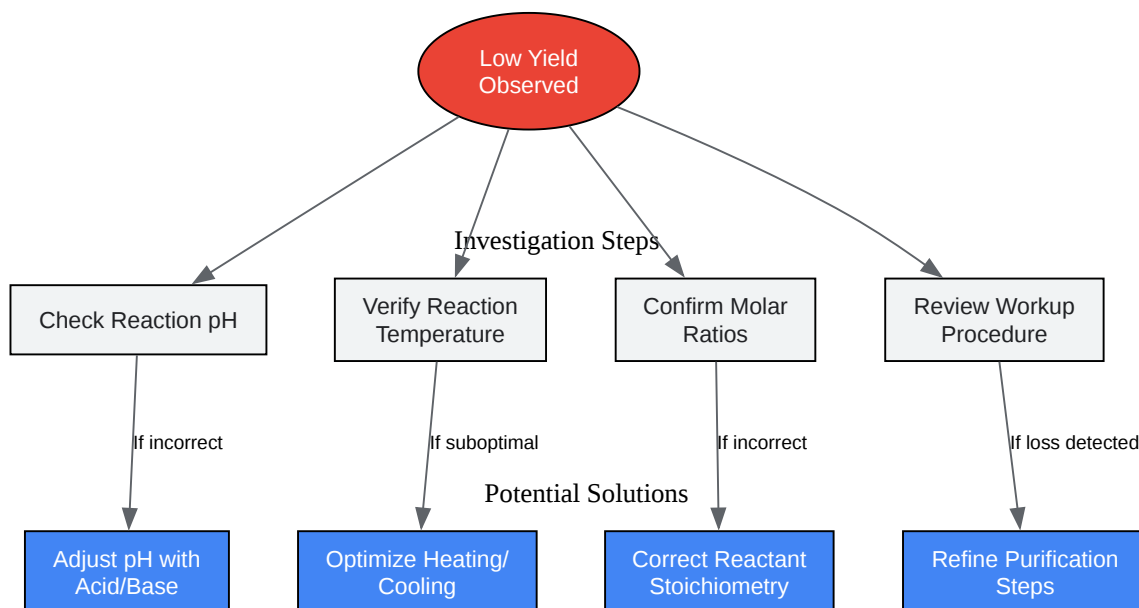 Low Yield
Observed
Investigation Steps
Check Reaction pH
Verify Reaction
Temperature
Confirm Molar
Ratios
Review Workup
Procedure
If incorrect
If suboptimal
If incorrect
If loss detected
Potential Solutions
Adjust pH with
Acid/Base
Optimize Heating/
Cooling
Correct Reactant
Stoichiometry
Refine Purification
Steps